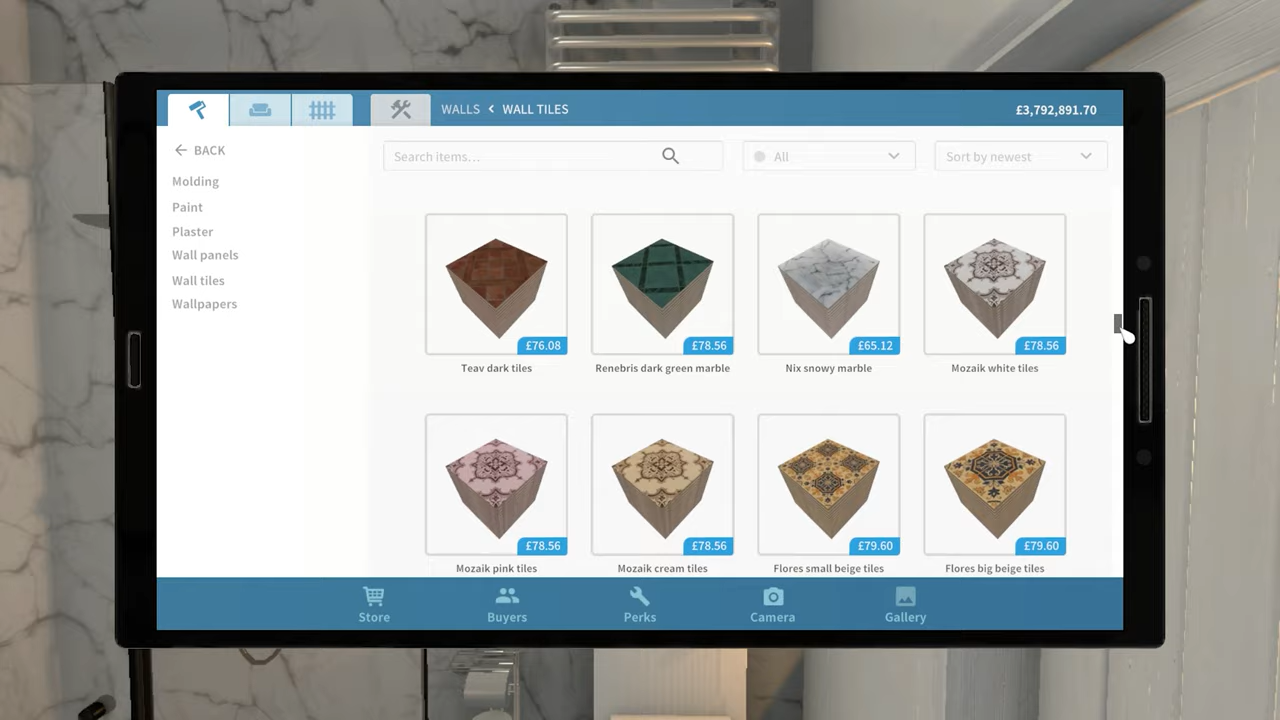 WALLS < WALL TILES
£3,792,891.70
BACK
Molding
Paint
Plaster
Wall panels
Wall tiles
Wallpapers
Search items...
All
Sort by newest
£76.08
£78.56
£65.12
£78.56
Teav dark tiles
Renebris dark green marble
Nix snowy marble
Mozaik white tiles
£78.56
£78.56
£79.60
£79.60
Mozaik pink tiles
Mozaik cream tiles
Flores small beige tiles
Flores big beige tiles
Store
Buyers
Perks
Camera
Gallery